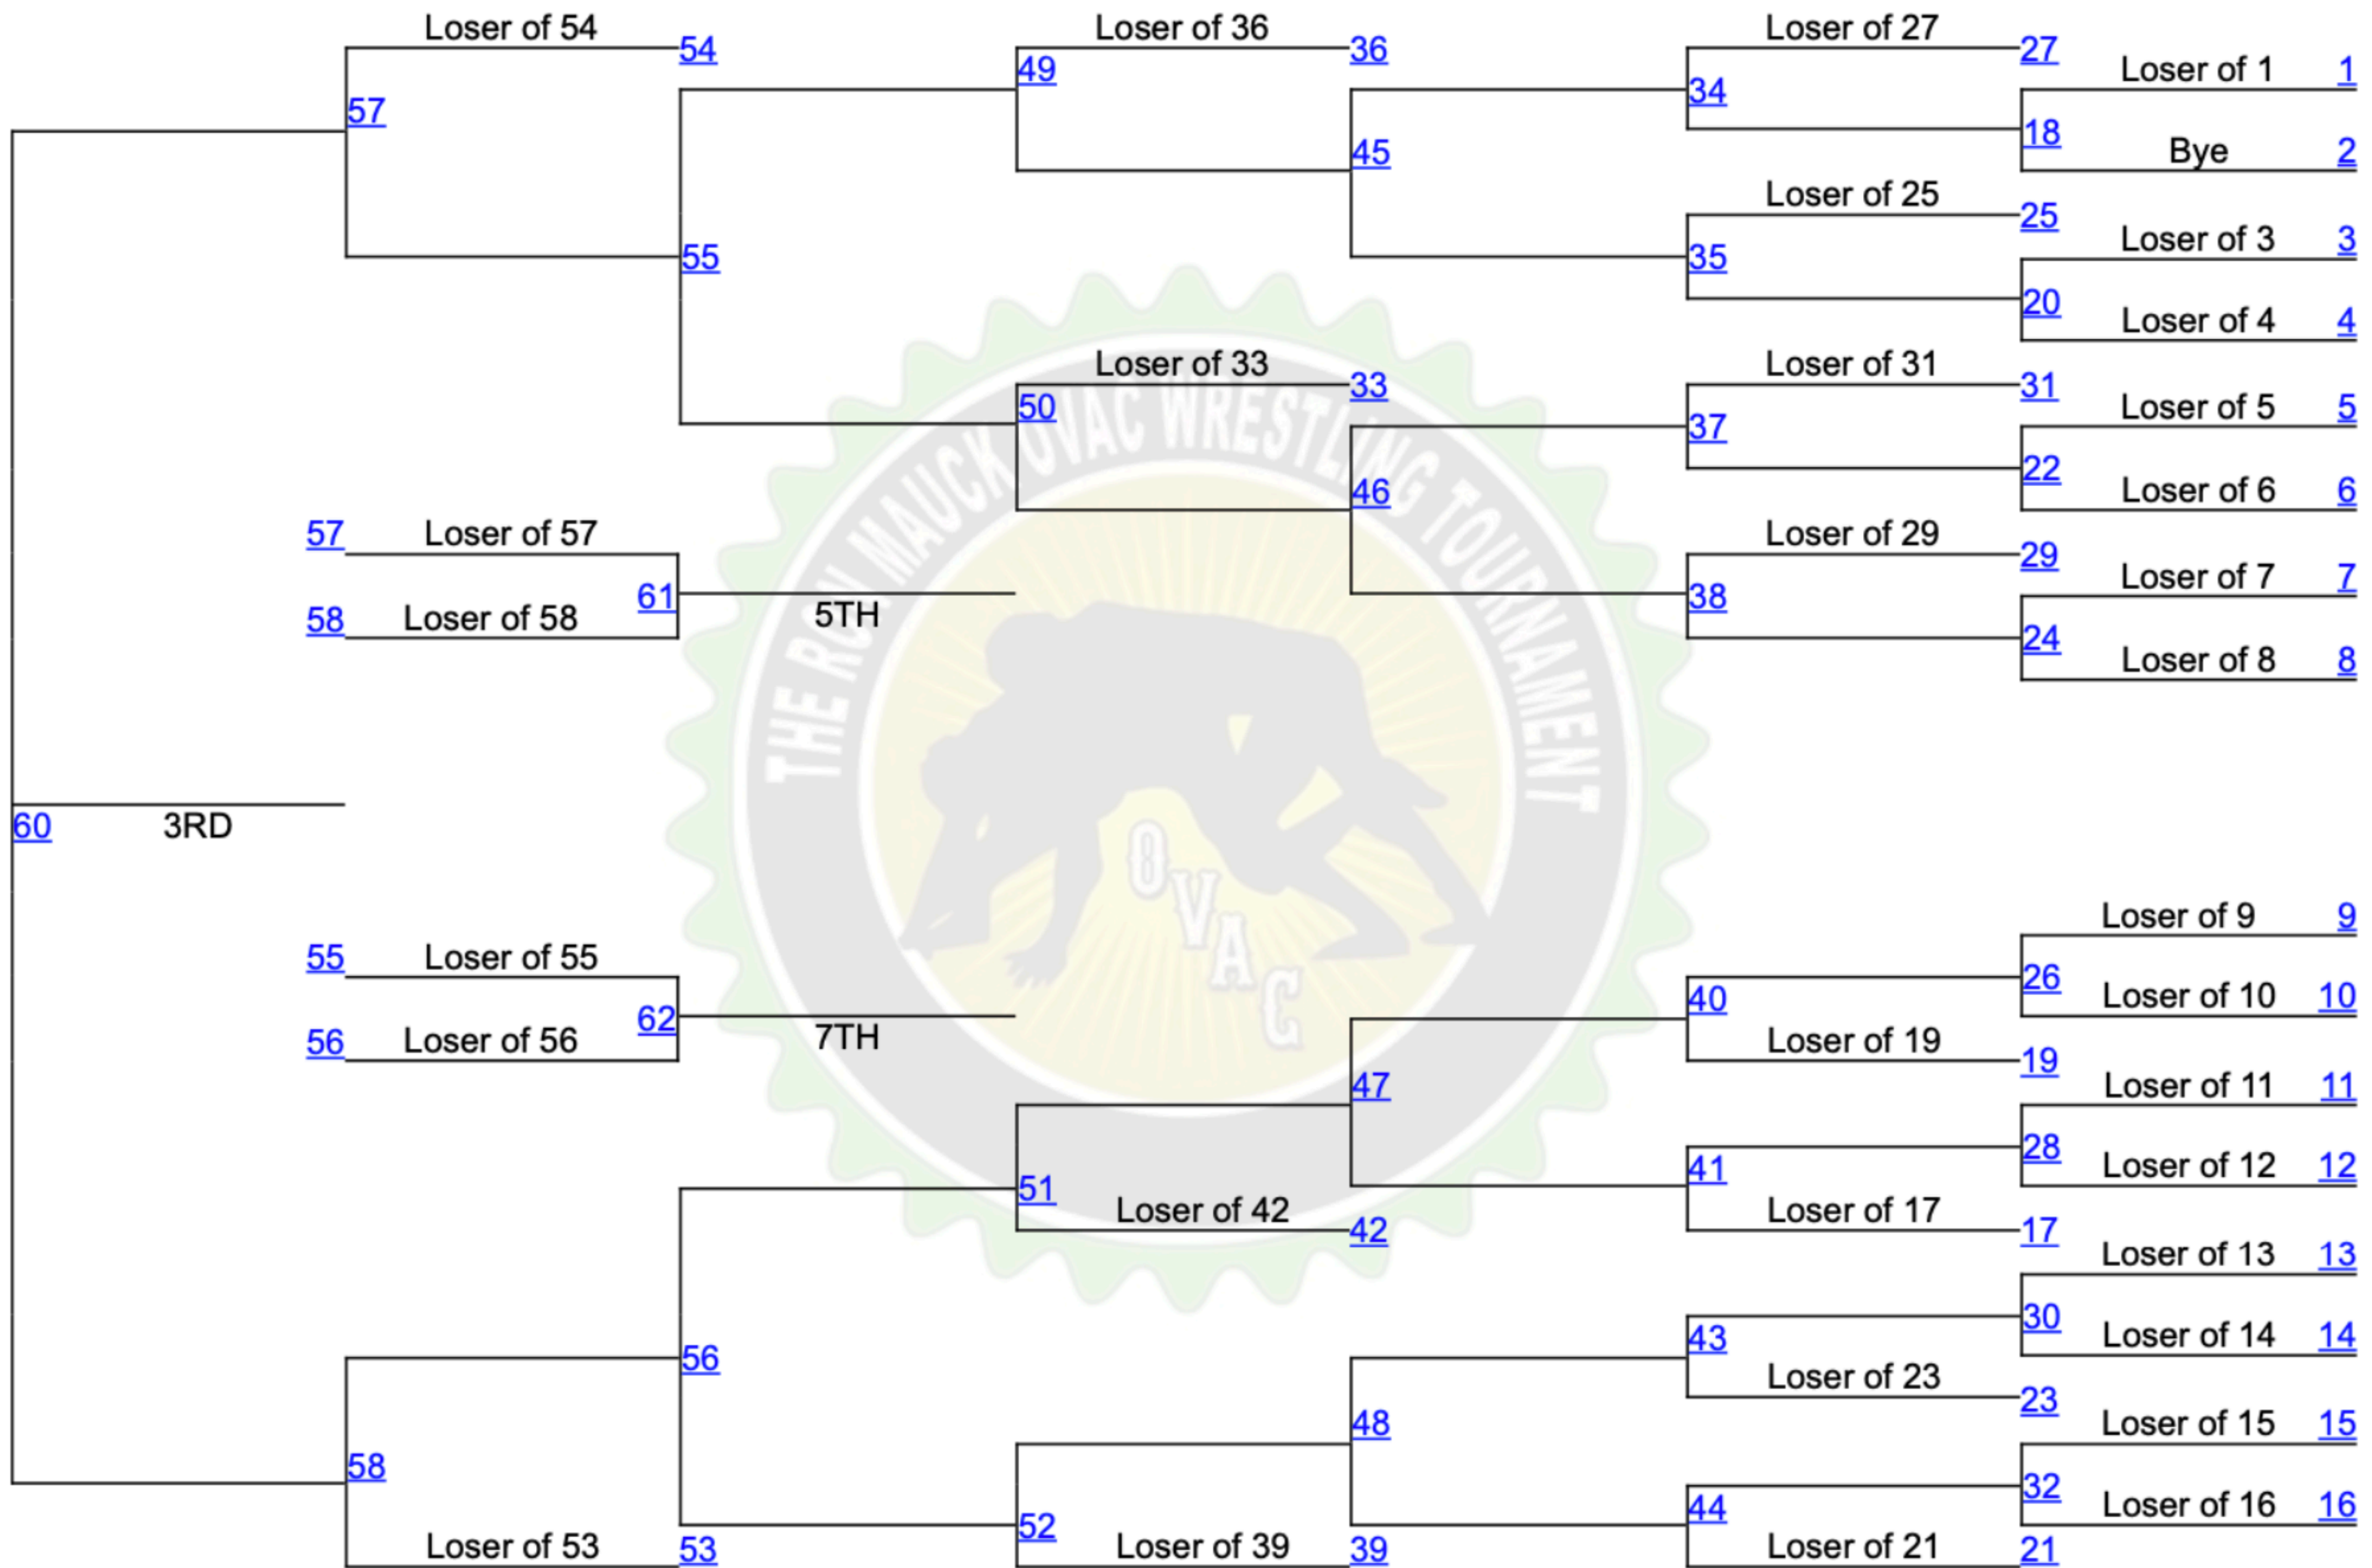 Loser of 54 54 Loser of 36 36 Loser of 27 27
49 Loser of 1 1
57 34
45 18 Bye 2
Loser of 25 25
55 35 Loser of 3 3
20 Loser of 4 4
Loser of 33 33 Loser of 31 31
50 37 Loser of 5 5
46 22 Loser of 6 6
57 Loser of 57 Loser of 29 29
61 5TH 38 Loser of 7 7
58 Loser of 58 24 Loser of 8 8
THE RON MAUCK OVAC WRESTLING TOURNAMENT
60 3RD
OVAC
Loser of 9 9
55 Loser of 55 40 26 Loser of 10 10
62 7TH
56 Loser of 56 Loser of 19 19
47 Loser of 11 11
51 41 28 Loser of 12 12
Loser of 42 42 Loser of 17 17
Loser of 13 13
56 43 30 Loser of 14 14
Loser of 23 23
48 Loser of 15 15
58 52 44 32 Loser of 16 16
Loser of 53 53 Loser of 39 39 Loser of 21 21